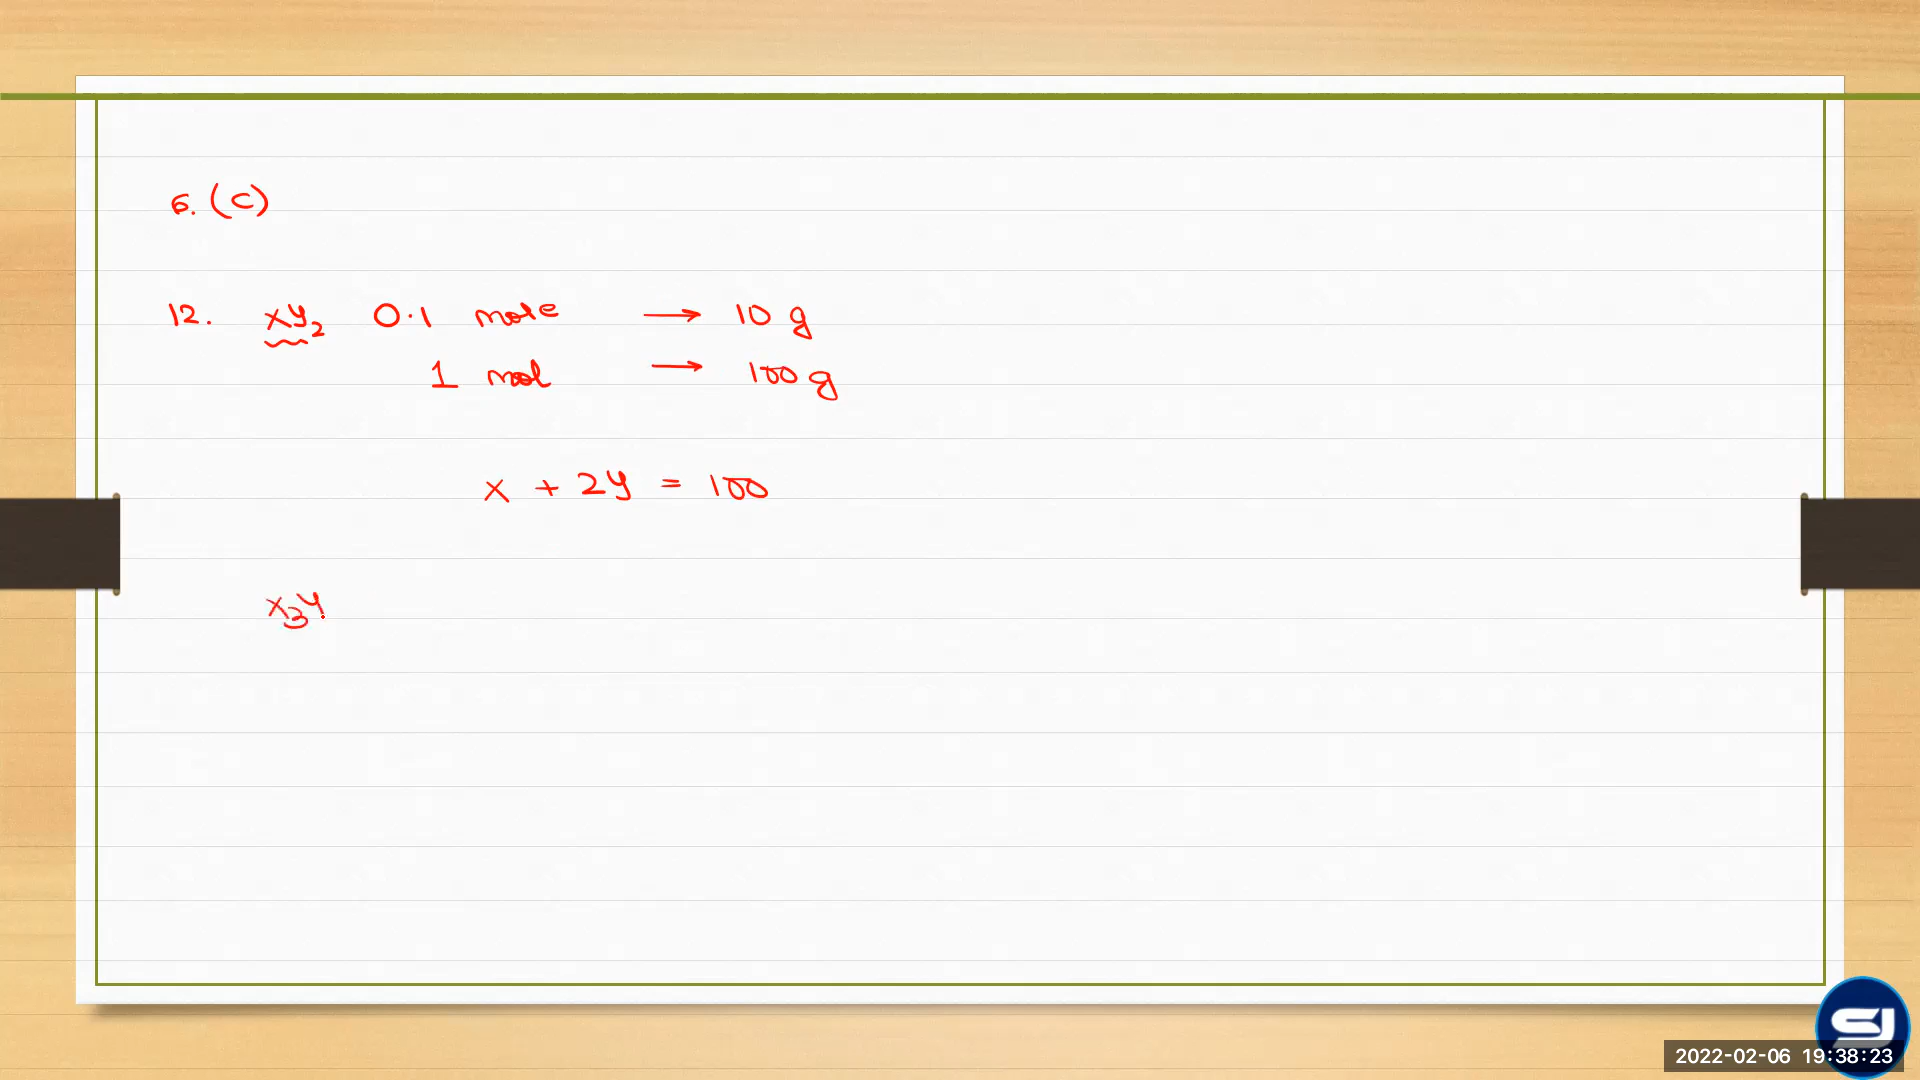 6. (C)
12. XY₂ 0.1 mole → 10 g
1 mol → 100 g
x + 2y = 100
X₃Y
SJ
2022-02-06 19:38:23